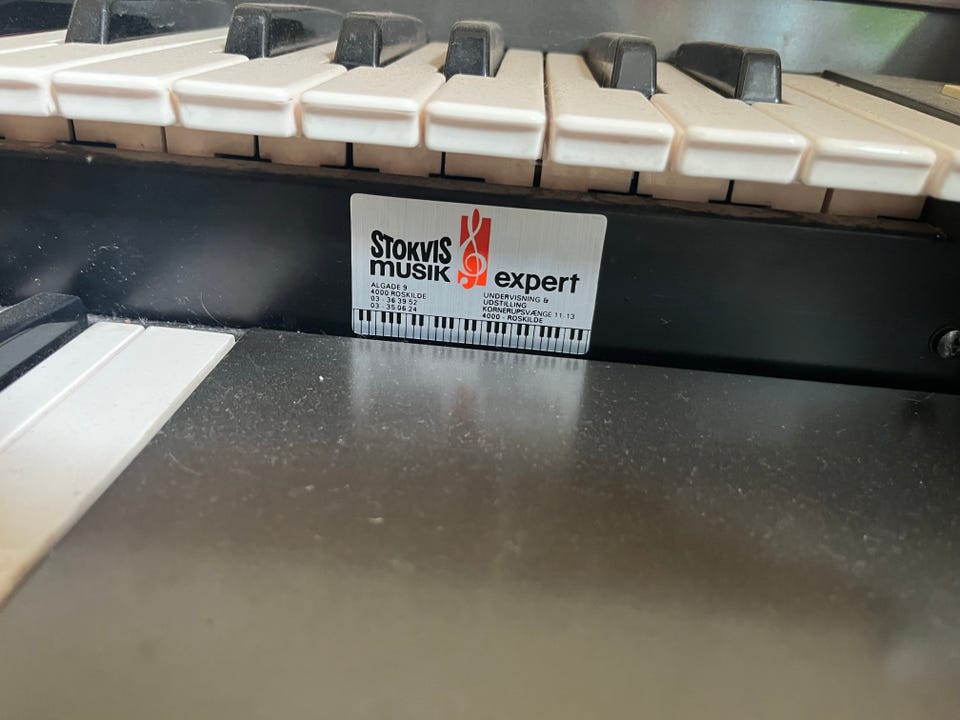 STOKVIS
MUSIK expert
ALGADE 9
4000 ROSKILDE
03 - 36 39 52
03 - 35 06 24
UNDERVISNING &
UDSTILLING
KORNERUPSVÆNGE 11-13
4000 - ROSKILDE